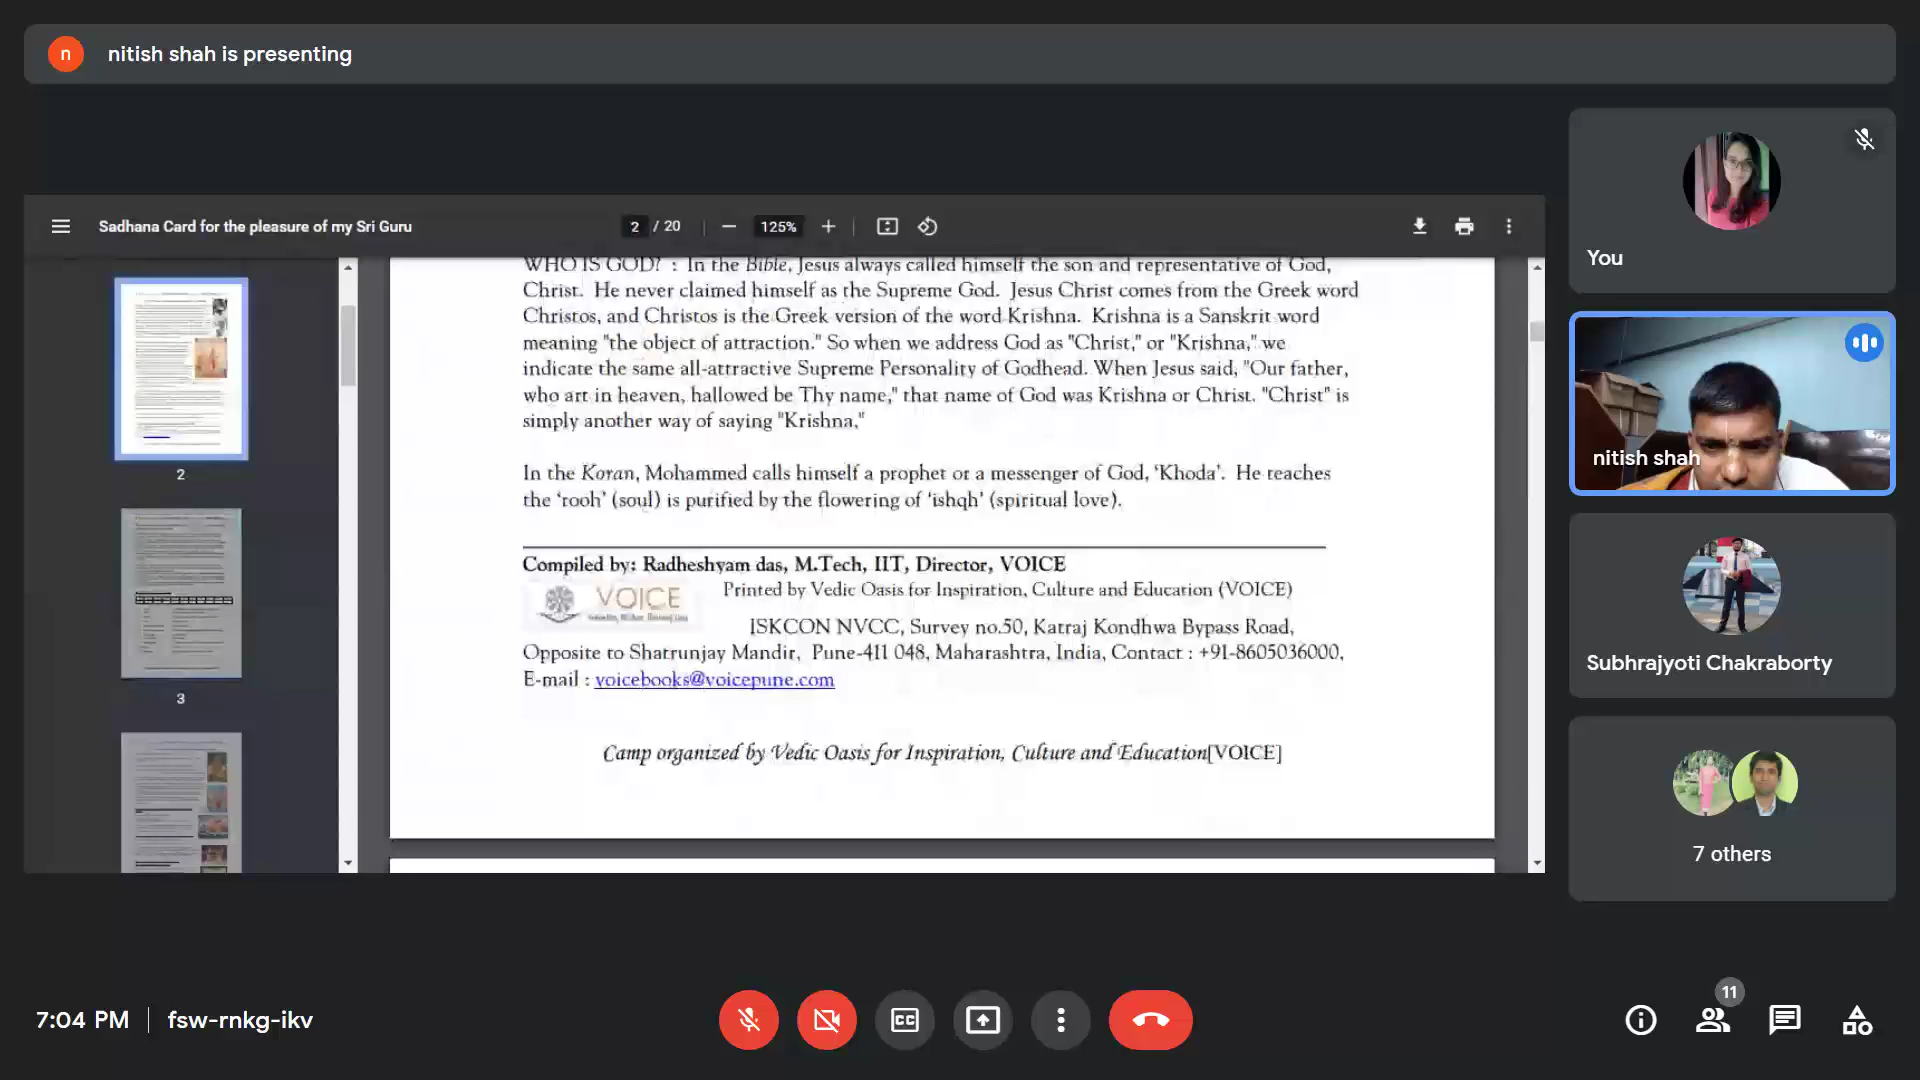 n
nitish shah is presenting
Sadhana Card for the pleasure of my Sri Guru
2 / 20
125%
WHO IS GOD? : In the Bible, Jesus always called himself the son and representative of God,
Christ. He never claimed himself as the Supreme God. Jesus Christ comes from the Greek word
Christos, and Christos is the Greek version of the word Krishna. Krishna is a Sanskrit word
meaning "the object of attraction." So when we address God as "Christ," or "Krishna," we
indicate the same all-attractive Supreme Personality of Godhead. When Jesus said, "Our father,
who art in heaven, hallowed be Thy name," that name of God was Krishna or Christ. "Christ" is
simply another way of saying "Krishna,"
In the Koran, Mohammed calls himself a prophet or a messenger of God, ‘Khoda’. He teaches
the ‘rooh’ (soul) is purified by the flowering of ‘ishqh’ (spiritual love).
Compiled by: Radheshyam das, M.Tech, IIT, Director, VOICE
VOICE
Printed by Vedic Oasis for Inspiration, Culture and Education (VOICE)
ISKCON NVCC, Survey no.50, Katraj Kondhwa Bypass Road,
Opposite to Shatrunjay Mandir, Pune-411 048, Maharashtra, India, Contact : +91-8605036000,
E-mail : voicebooks@voicepune.com
Camp organized by Vedic Oasis for Inspiration, Culture and Education[VOICE]
2
3
You
nitish shah
Subhrajyoti Chakraborty
7 others
7:04 PM
fsw-rnkg-ikv
CC
11